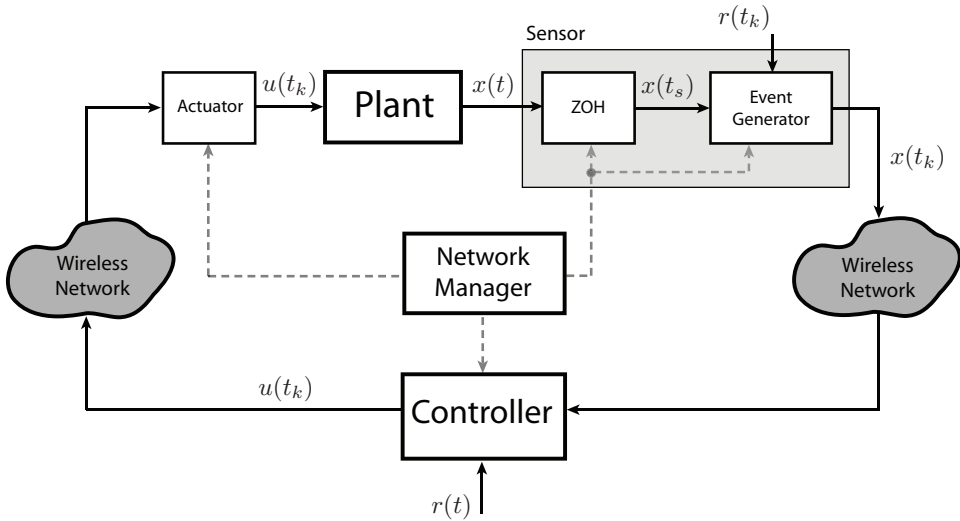 r(t_k)
Sensor
Actuator
u(t_k)
Plant
x(t)
ZOH
x(t_s)
Event
Generator
x(t_k)
Wireless
Network
Network
Manager
Wireless
Network
u(t_k)
Controller
r(t)